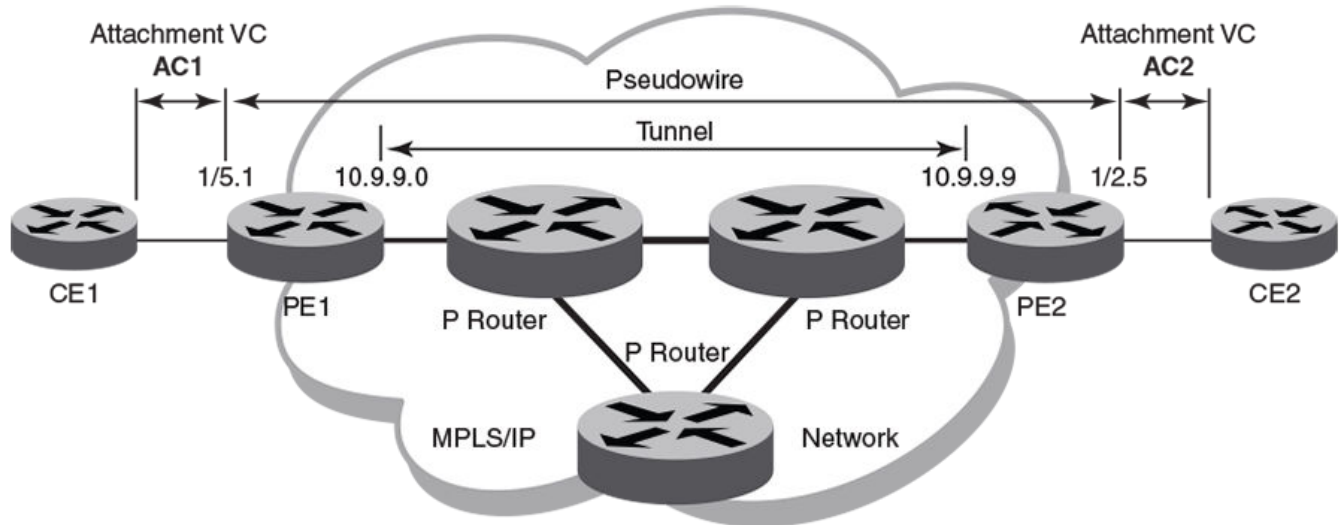 Attachment VC
AC1
Attachment VC
AC2
Pseudowire
Tunnel
1/5.1
10.9.9.0
10.9.9.9
1/2.5
CE1
PE1
P Router
P Router
P Router
PE2
CE2
MPLS/IP
Network